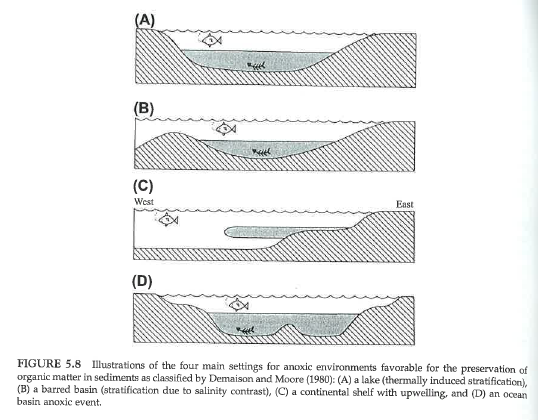 (A)
(B)
(C)
West
East
(D)
FIGURE 5.8 Illustrations of the four main settings for anoxic environments favorable for the preservation of
organic matter in sediments as classified by Demaison and Moore (1980): (A) a lake (thermally induced stratification),
(B) a barred basin (stratification due to salinity contrast), (C) a continental shelf with upwelling, and (D) an ocean
basin anoxic event.